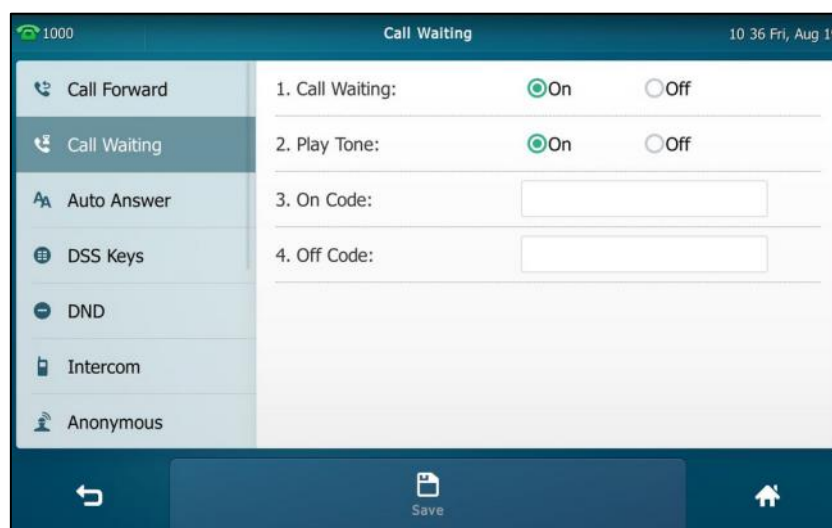 1000
Call Waiting
10 36 Fri, Aug 1
Call Forward
Call Waiting
Auto Answer
DSS Keys
DND
Intercom
Anonymous
1. Call Waiting: On Off
2. Play Tone: On Off
3. On Code:
4. Off Code:
Save